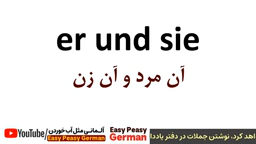 er und sie
آن مرد و آن زن
YouTube/
آلمانی مثل آب خوردن
Easy Peasy German
Easy Peasy
German
اهد کرد. نوشتن جملات در دفتر یاددا